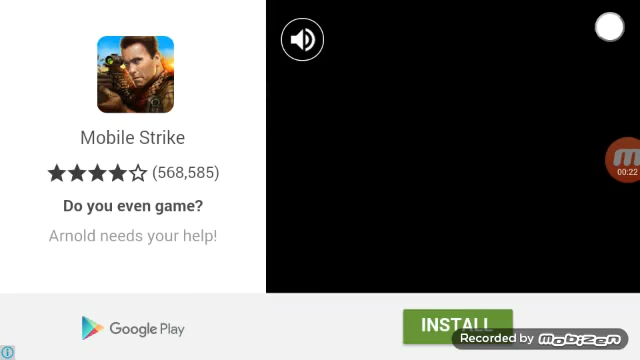 Mobile Strike
(568,585)
Do you even game?
Arnold needs your help!
00:22
Google Play
INSTALL
Recorded by mobizen